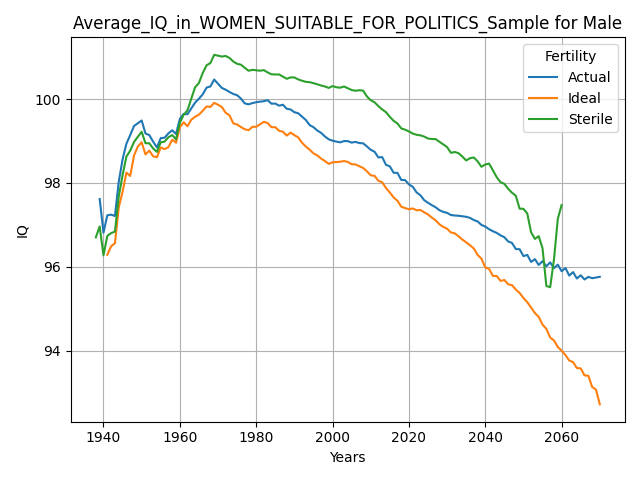 Average_IQ_in_WOMEN_SUITABLE_FOR_POLITICS_Sample for Male
Fertility
Actual
Ideal
Sterile
IQ
100
98
96
94
1940 1960 1980 2000 2020 2040 2060
Years